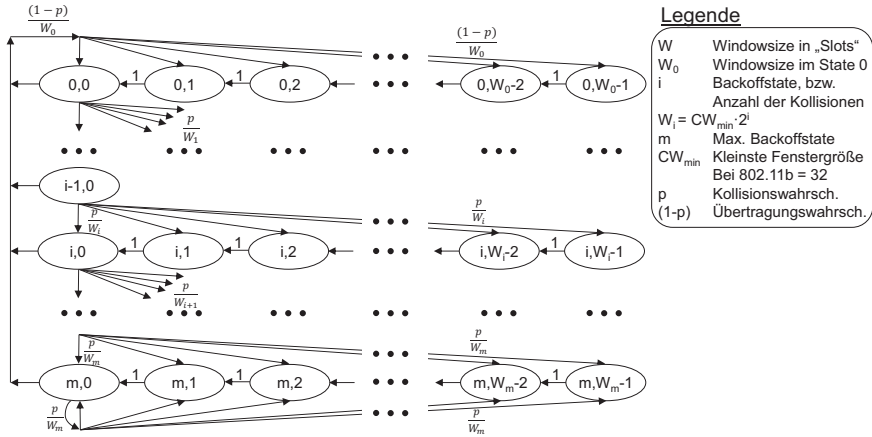 (1-p)/W₀
(1-p)/W₀
0,0 1 0,1 1 0,2 0,W₀-2 1 0,W₀-1
p/W₁
i-1,0
p/Wᵢ
p/Wᵢ
i,0 1 i,1 1 i,2 i,Wᵢ-2 1 i,Wᵢ-1
p/Wᵢ₊₁
p/Wₘ
p/Wₘ
m,0 1 m,1 1 m,2 m,Wₘ-2 1 m,Wₘ-1
p/Wₘ
p/Wₘ
Legende
W Windowsize in „Slots“
W₀ Windowsize im State 0
i Backoffstate, bzw.
Anzahl der Kollisionen
Wᵢ = CWₘᵢₙ·2ⁱ
m Max. Backoffstate
CWₘᵢₙ Kleinste Fenstergröße
Bei 802.11b = 32
p Kollisionswahrsch.
(1-p) Übertragungswahrsch.